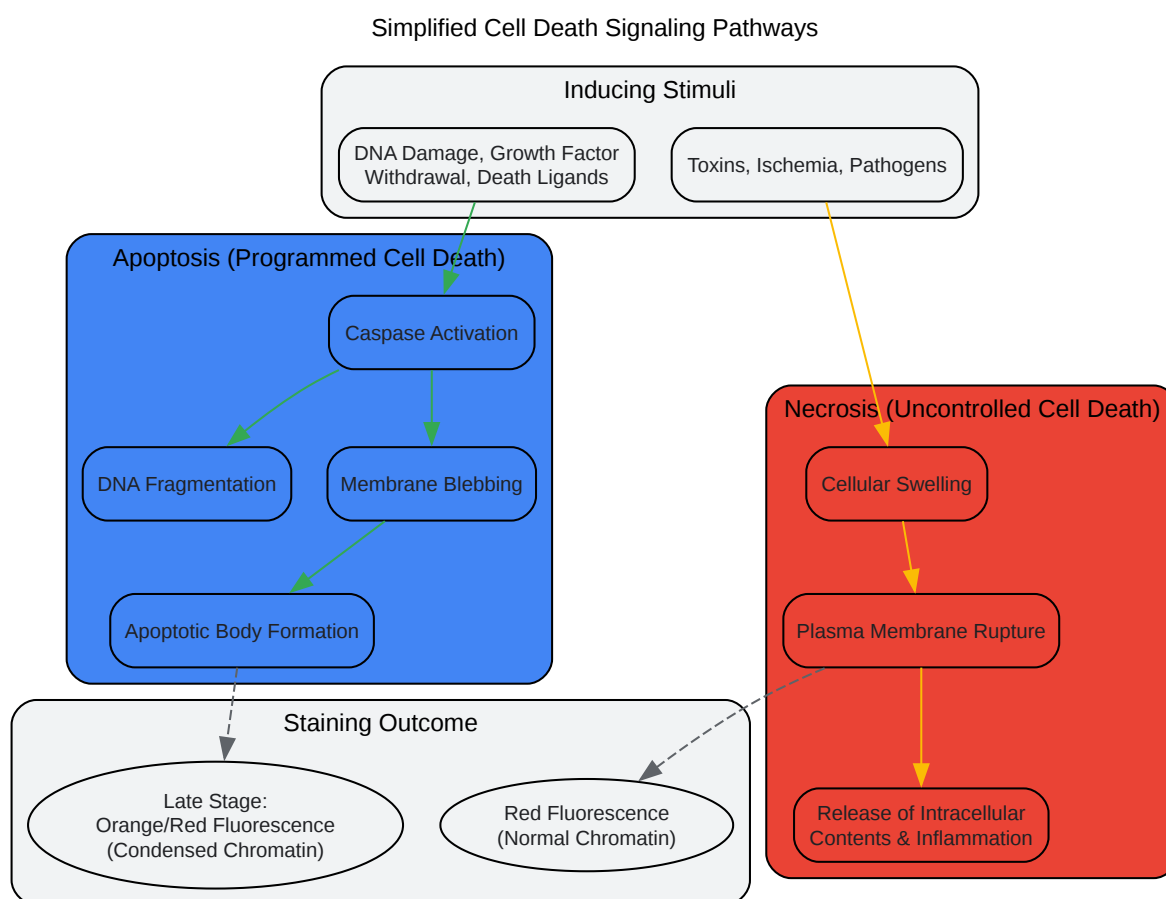 Simplified Cell Death Signaling Pathways
Inducing Stimuli
DNA Damage, Growth Factor
Withdrawal, Death Ligands
Toxins, Ischemia, Pathogens
Apoptosis (Programmed Cell Death)
Caspase Activation
DNA Fragmentation
Membrane Blebbing
Apoptotic Body Formation
Necrosis (Uncontrolled Cell Death)
Cellular Swelling
Plasma Membrane Rupture
Release of Intracellular
Contents & Inflammation
Staining Outcome
Late Stage:
Orange/Red Fluorescence
(Condensed Chromatin)
Red Fluorescence
(Normal Chromatin)